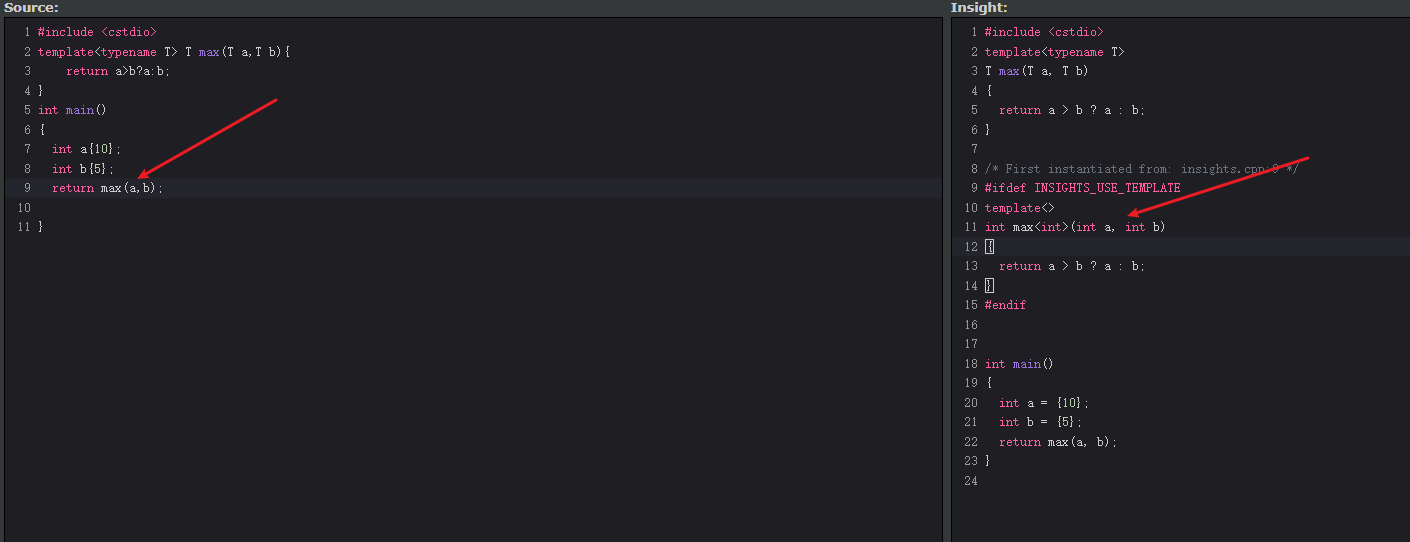 Source:
1 #include <cstdio>
2 template<typename T> T max(T a,T b){
3     return a>b?a:b;
4 }
5 int main()
6 {
7   int a{10};
8   int b{5};
9   return max(a,b);
10
11 }
Insight:
1 #include <cstdio>
2 template<typename T>
3 T max(T a, T b)
4 {
5   return a > b ? a : b;
6 }
7
8 /* First instantiated from: insights.cpp:9 */
9 #ifdef INSIGHTS_USE_TEMPLATE
10 template<>
11 int max<int>(int a, int b)
12 {
13   return a > b ? a : b;
14 }
15 #endif
16
17
18 int main()
19 {
20   int a = {10};
21   int b = {5};
22   return max(a, b);
23 }
24